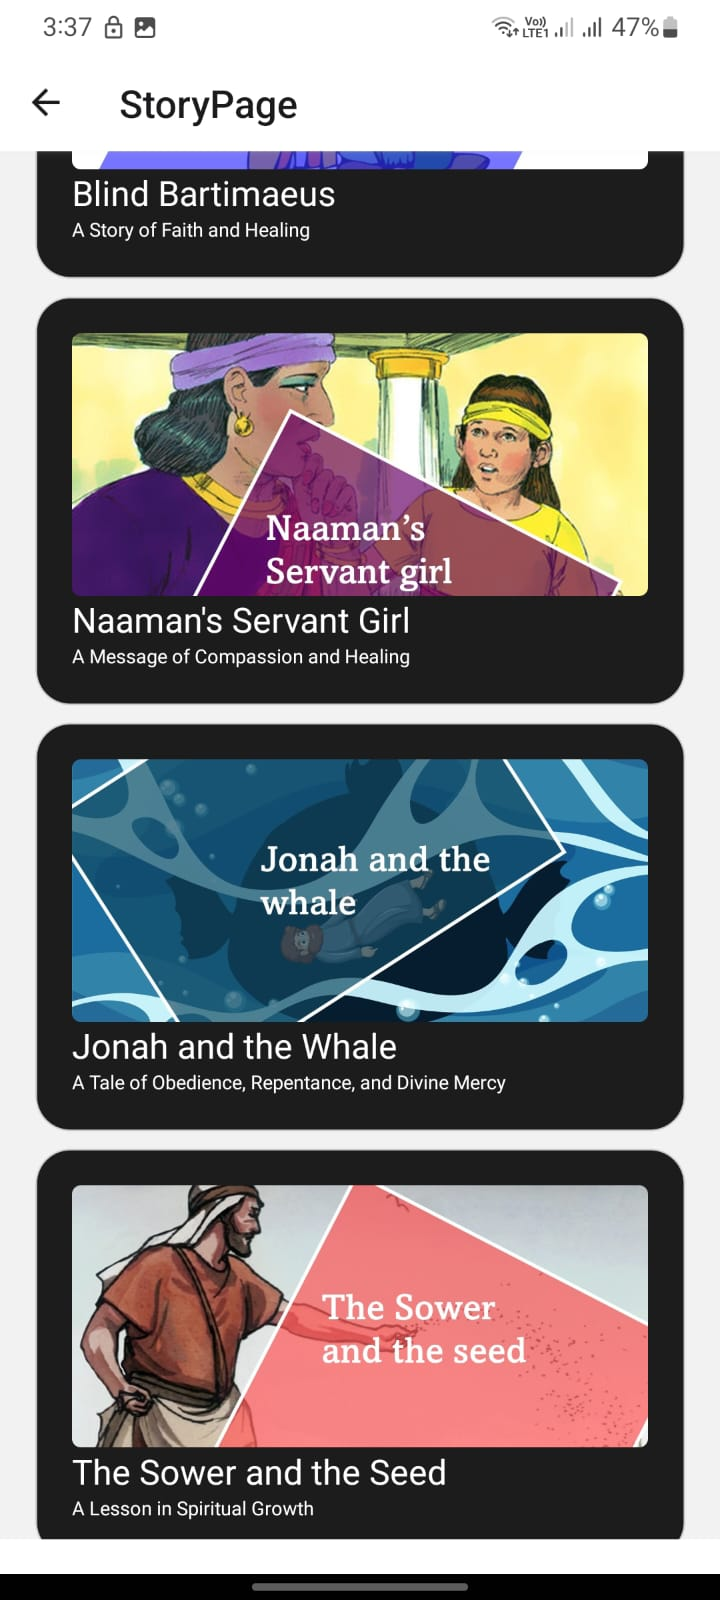 3:37
Vo))
LTE1
47%
StoryPage
Blind Bartimaeus
A Story of Faith and Healing
Naaman’s
Servant girl
Naaman's Servant Girl
A Message of Compassion and Healing
Jonah and the
whale
Jonah and the Whale
A Tale of Obedience, Repentance, and Divine Mercy
The Sower
and the seed
The Sower and the Seed
A Lesson in Spiritual Growth